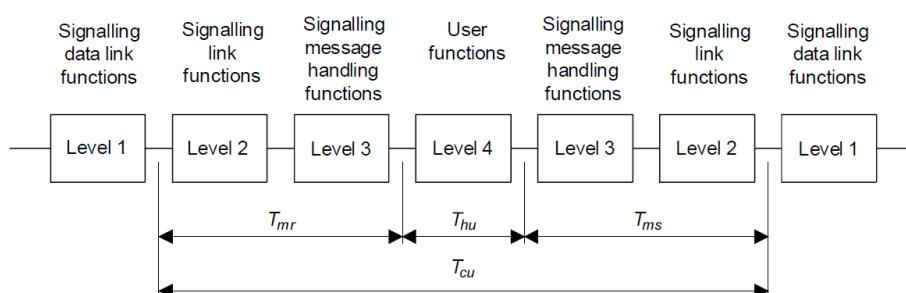 Signalling
data link
functions
Signalling
link
functions
Signalling
message
handling
functions
User
functions
Signalling
message
handling
functions
Signalling
link
functions
Signalling
data link
functions
Level 1
Level 2
Level 3
Level 4
Level 3
Level 2
Level 1
Tmr
Thu
Tms
Tcu